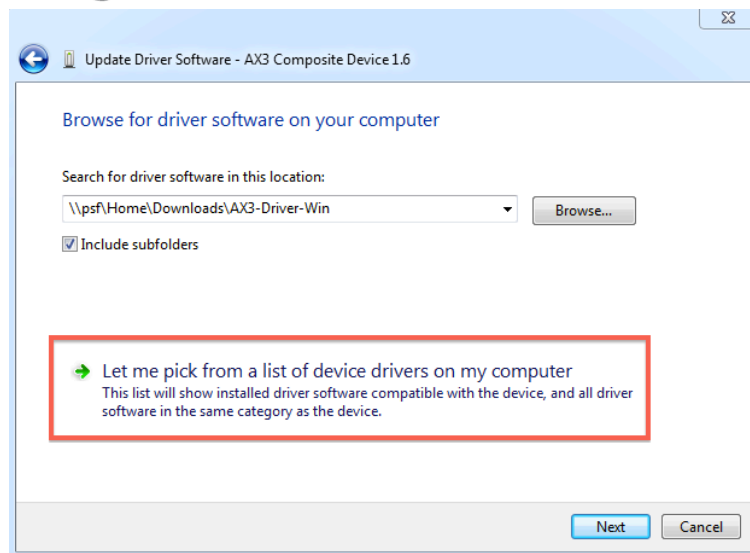 Update Driver Software - AX3 Composite Device 1.6
Browse for driver software on your computer
Search for driver software in this location:
\\psf\Home\Downloads\AX3-Driver-Win
Browse...
Include subfolders
Let me pick from a list of device drivers on my computer
This list will show installed driver software compatible with the device, and all driver
software in the same category as the device.
Next
Cancel